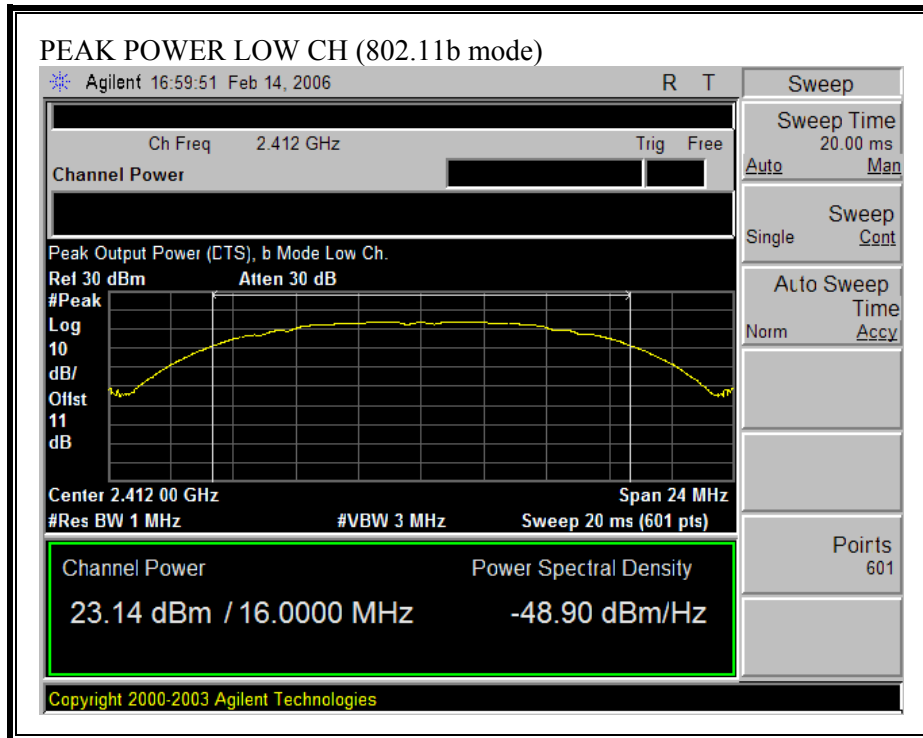 PEAK POWER LOW CH (802.11b mode)
Agilent 16:59:51 Feb 14, 2006 R T
Ch Freq 2.412 GHz Trig Free
Channel Power
Peak Output Power (DTS), b Mode Low Ch.
Ref 30 dBm Atten 30 dB
#Peak
Log
10
dB/
Offst
11
dB
Center 2.412 00 GHz Span 24 MHz
#Res BW 1 MHz #VBW 3 MHz Sweep 20 ms (601 pts)
Channel Power Power Spectral Density
23.14 dBm / 16.0000 MHz -48.90 dBm/Hz
Copyright 2000-2003 Agilent Technologies
Sweep
Sweep Time
20.00 ms
Auto Man
Sweep
Single Cont
Auto Sweep
Time
Norm Accy
Points
601